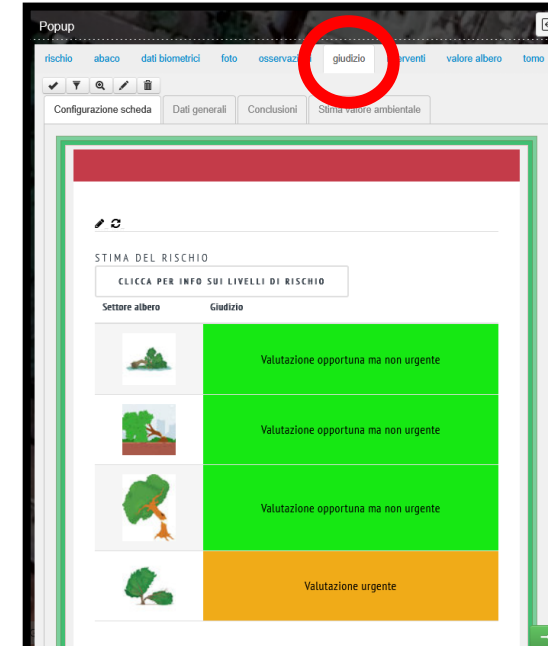 Popup
rischio abaco dati biometrici foto giudizio valore albero tomo
Configurazione scheda Dati generali Conclusioni Stima valore ambientale
STIMA DEL RISCHIO
CLICCA PER INFO SUI LIVELLI DI RISCHIO
Settore albero Giudizio
Valutazione opportuna ma non urgente
Valutazione opportuna ma non urgente
Valutazione opportuna ma non urgente
Valutazione urgente